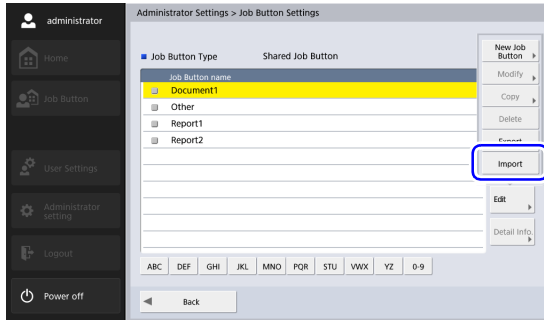 administrator
Home
Job Button
User Settings
Administrator
setting
Logout
Power off
Administrator Settings > Job Button Settings
Job Button Type Shared Job Button
Job Button name
Document1
Other
Report1
Report2
ABC DEF GHI JKL MNO PQR STU VWX YZ 0-9
Back
New Job
Button
Modify
Copy
Delete
Export
Import
Edit
Detail Info.